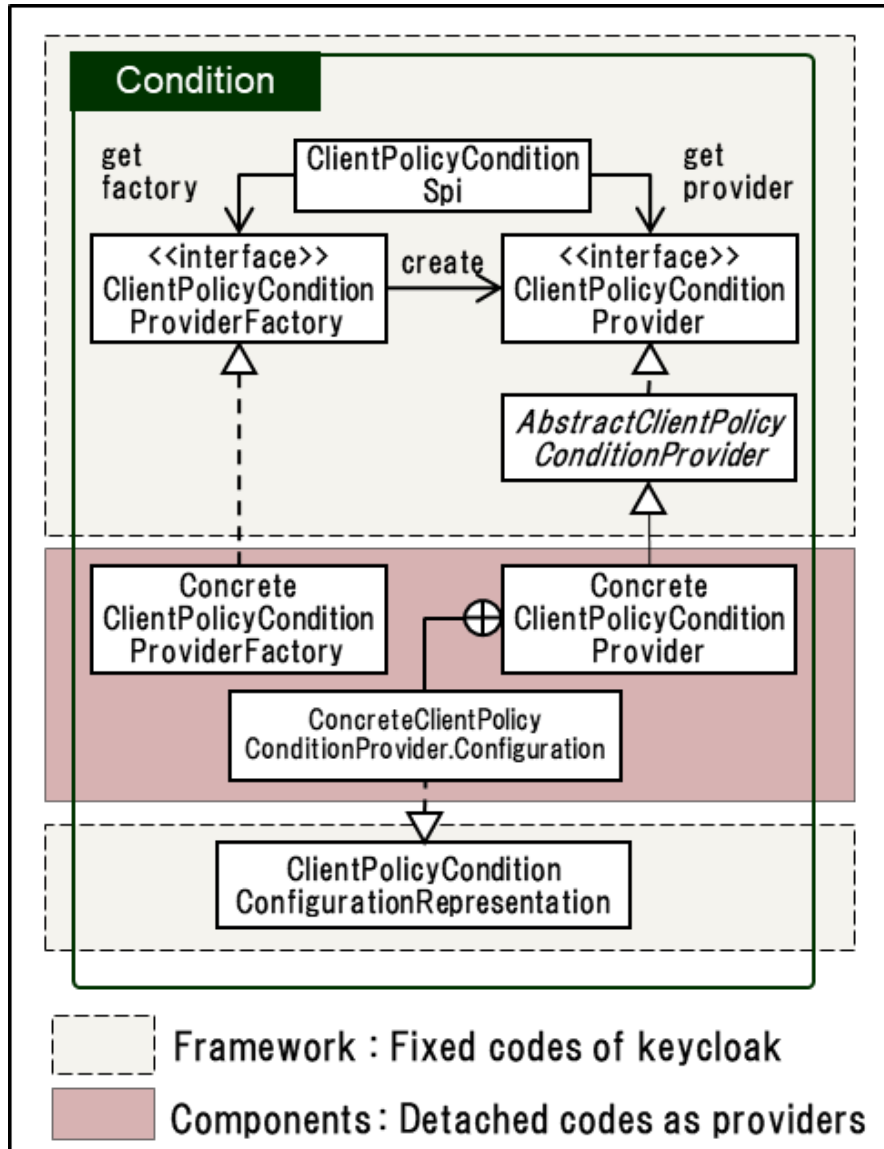 Condition
get
factory
ClientPolicyCondition
Spi
get
provider
<<interface>>
ClientPolicyCondition
ProviderFactory
create
<<interface>>
ClientPolicyCondition
Provider
AbstractClientPolicy
ConditionProvider
Concrete
ClientPolicyCondition
ProviderFactory
Concrete
ClientPolicyCondition
Provider
ConcreteClientPolicy
ConditionProvider.Configuration
ClientPolicyCondition
ConfigurationRepresentation
Framework : Fixed codes of keycloak
Components : Detached codes as providers